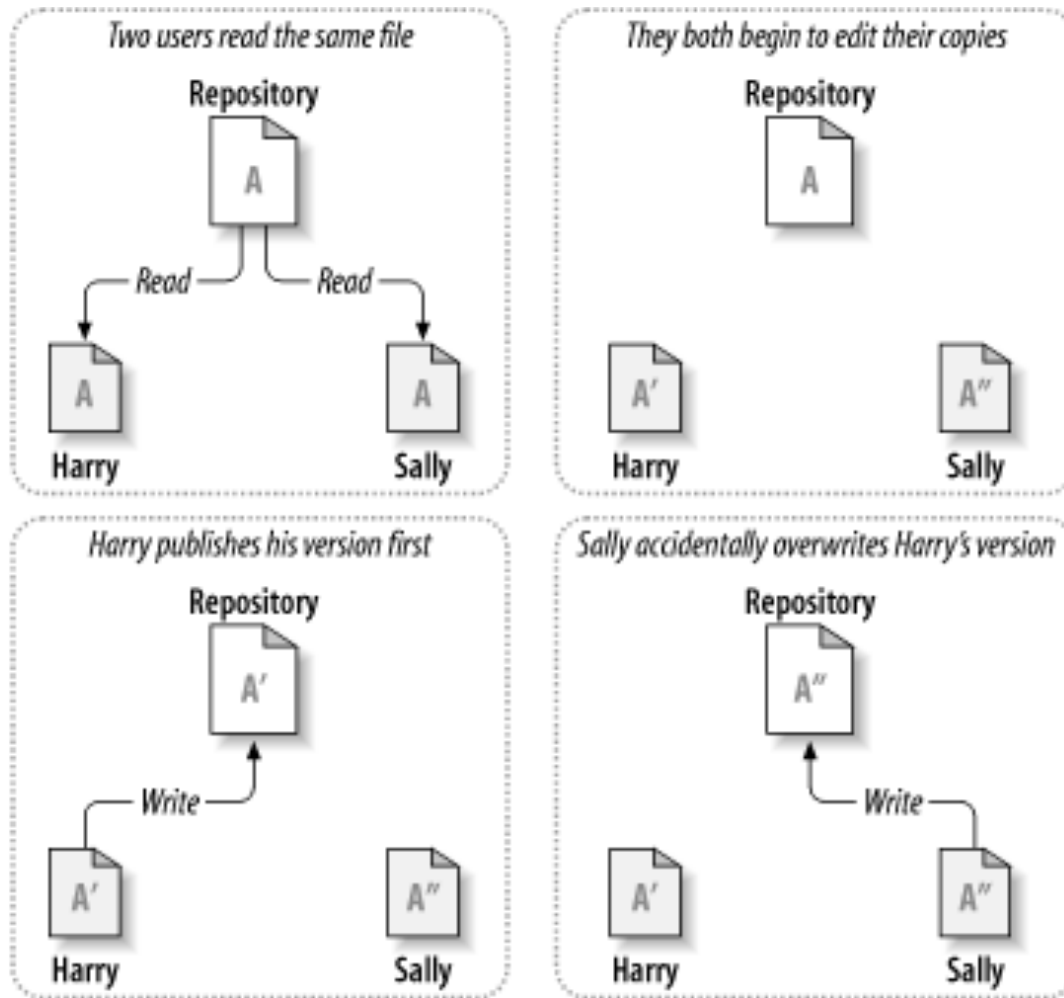 Two users read the same file
Repository
A
Read
Read
A
A
Harry
Sally
They both begin to edit their copies
Repository
A
A′
A″
Harry
Sally
Harry publishes his version first
Repository
A′
Write
A′
A″
Harry
Sally
Sally accidentally overwrites Harry's version
Repository
A″
Write
A′
A″
Harry
Sally